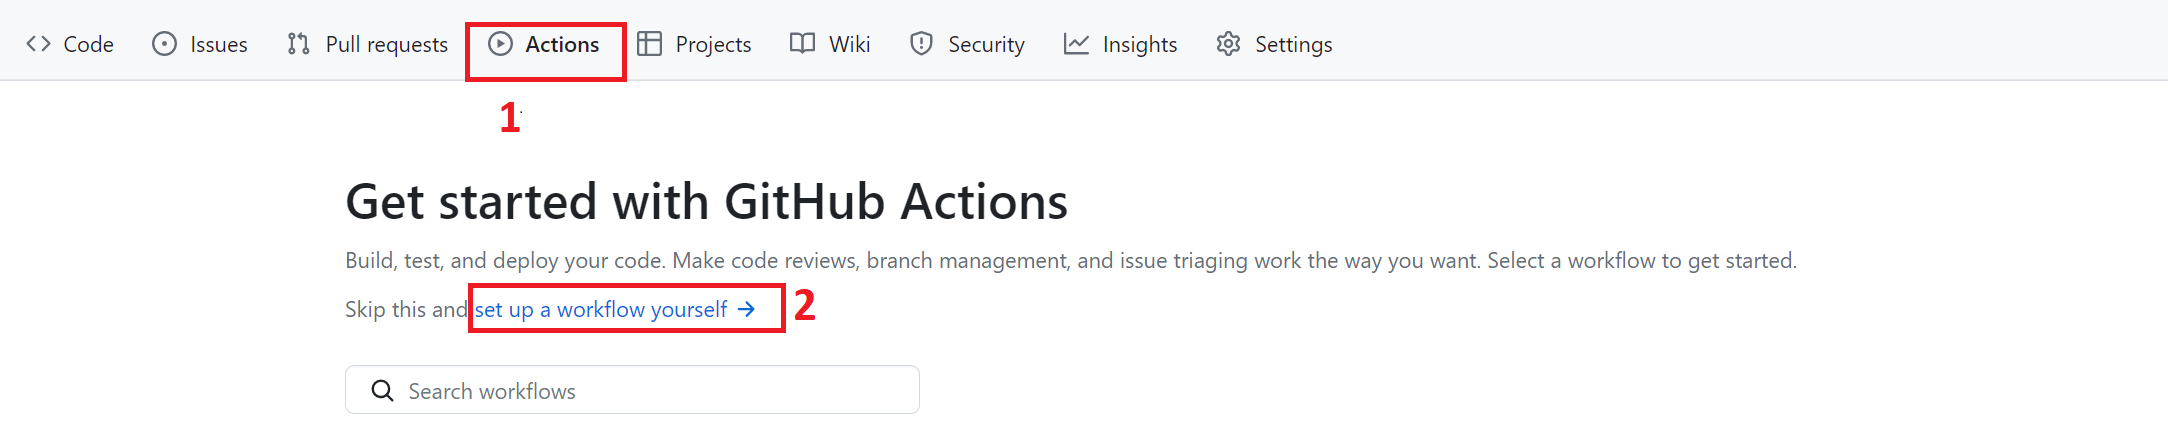 Code Issues Pull requests Actions Projects Wiki Security Insights Settings
1
Get started with GitHub Actions
Build, test, and deploy your code. Make code reviews, branch management, and issue triaging work the way you want. Select a workflow to get started.
Skip this and set up a workflow yourself → 2
Search workflows